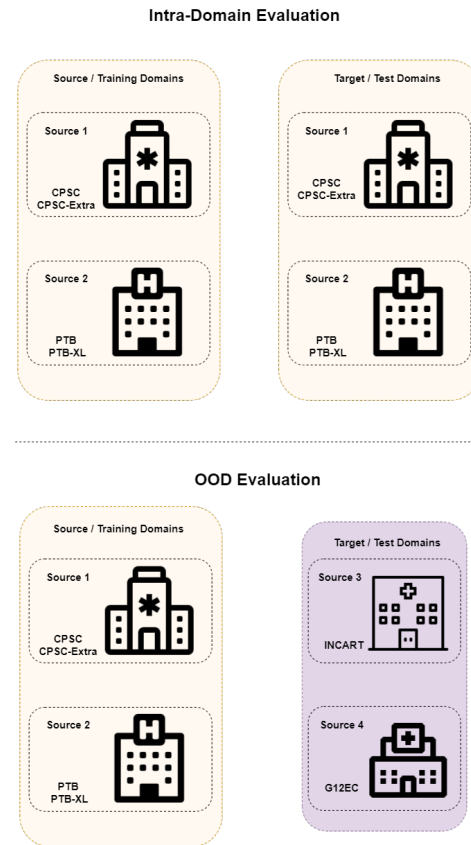 Intra-Domain Evaluation
Source / Training Domains
Source 1
CPSC
CPSC-Extra
Source 2
H
PTB
PTB-XL
Target / Test Domains
Source 1
CPSC
CPSC-Extra
Source 2
H
PTB
PTB-XL
OOD Evaluation
Source / Training Domains
Source 1
CPSC
CPSC-Extra
Source 2
H
PTB
PTB-XL
Target / Test Domains
Source 3
INCART
Source 4
G12EC